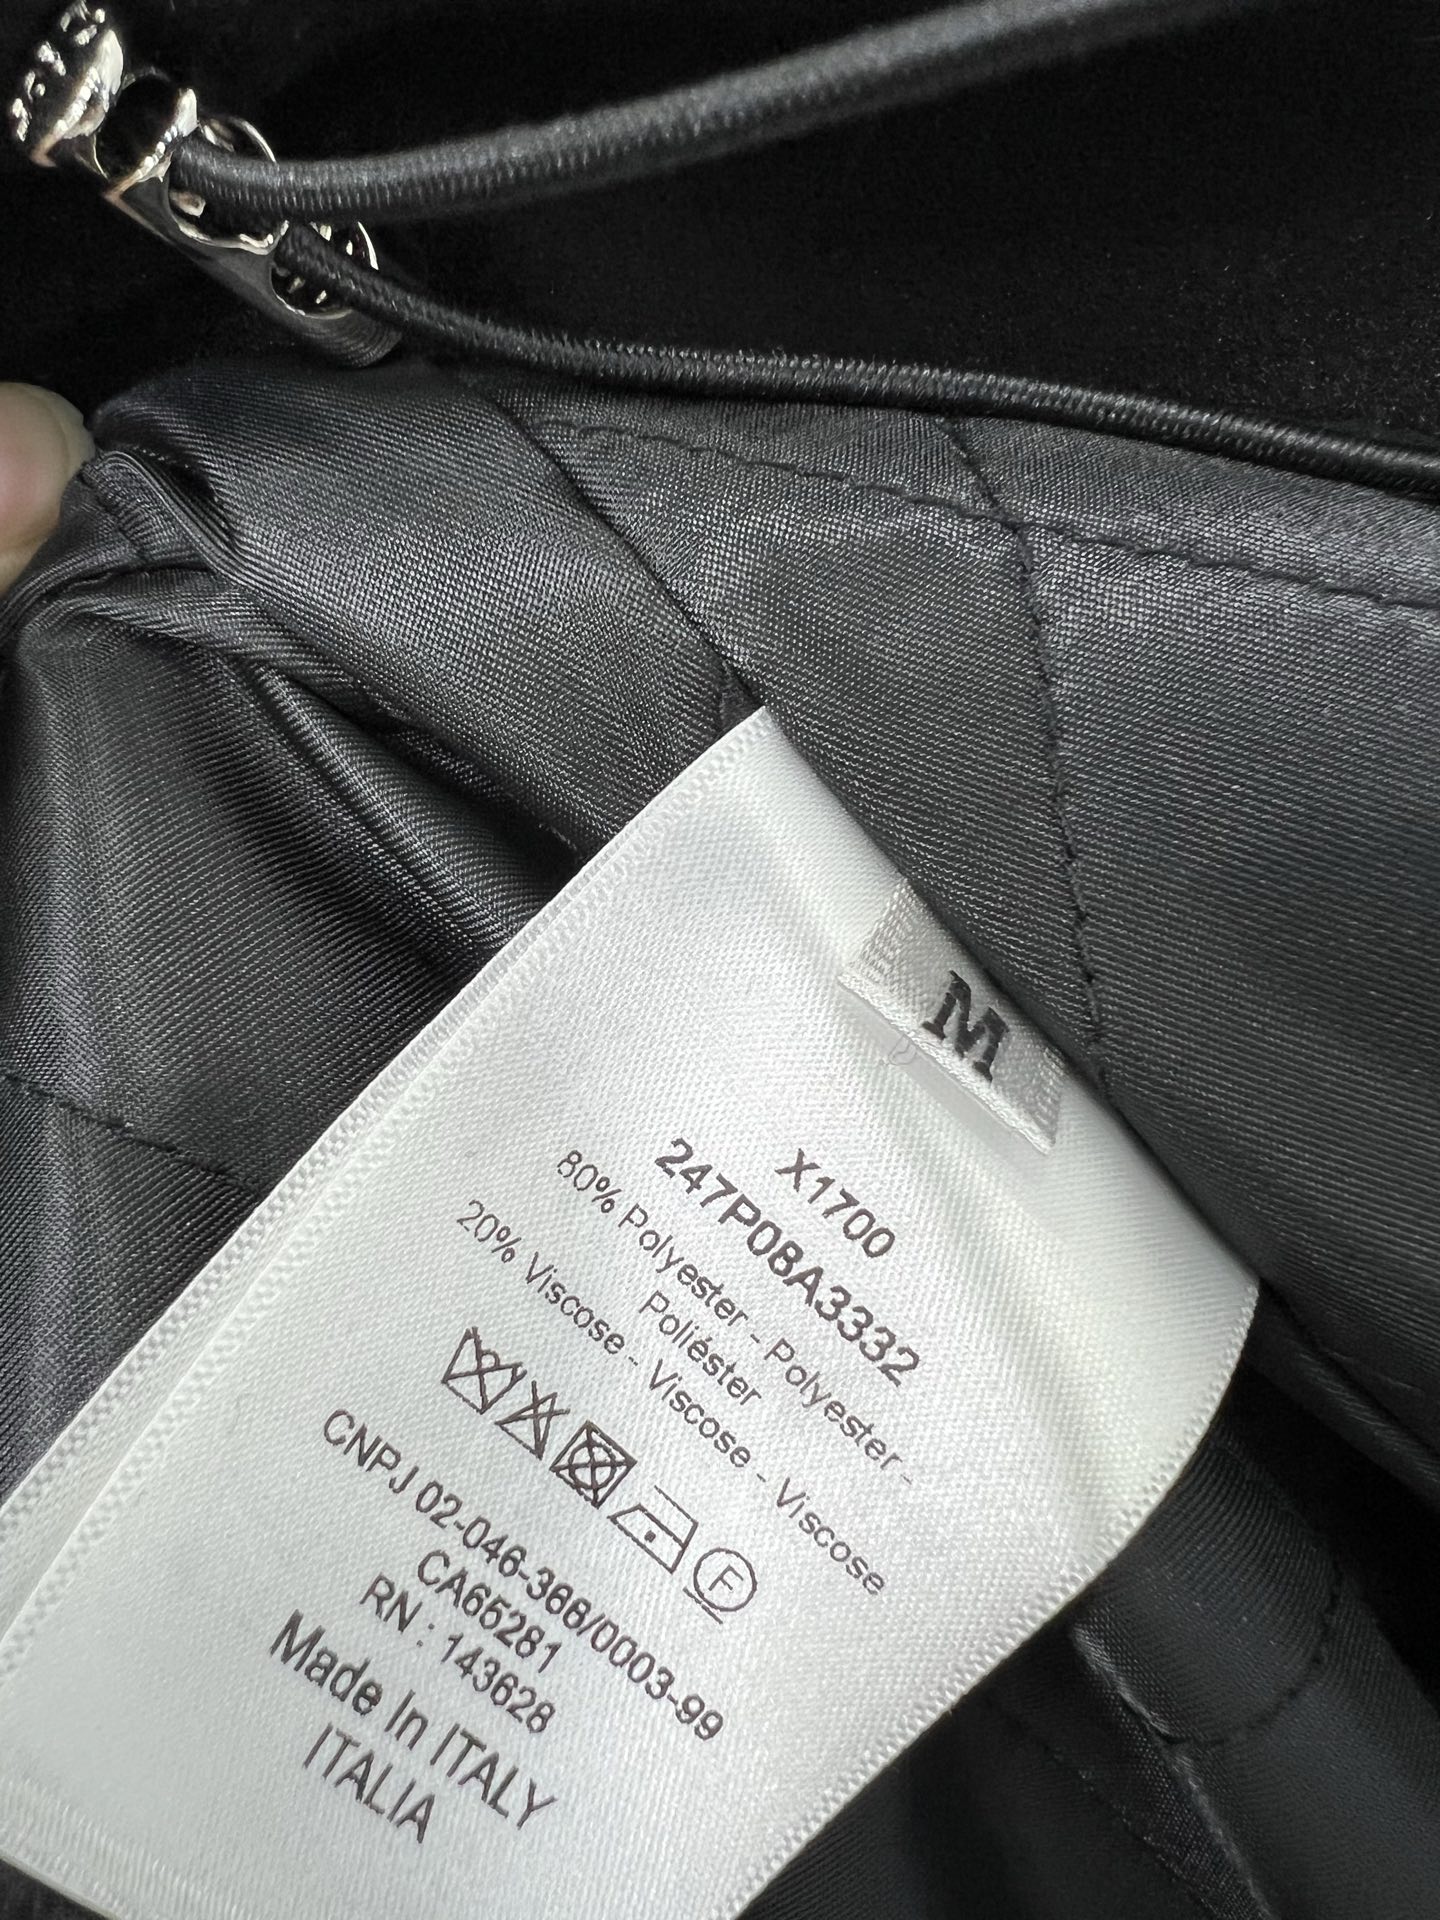 M
X1700
247P08A3332
80% Polyester - Polyester -
Poliéster
20% Viscose - Viscose - Viscose
F
CNPJ 02-046-366/0003-99
CA65281
RN : 143628
Made In ITALY
ITALIA